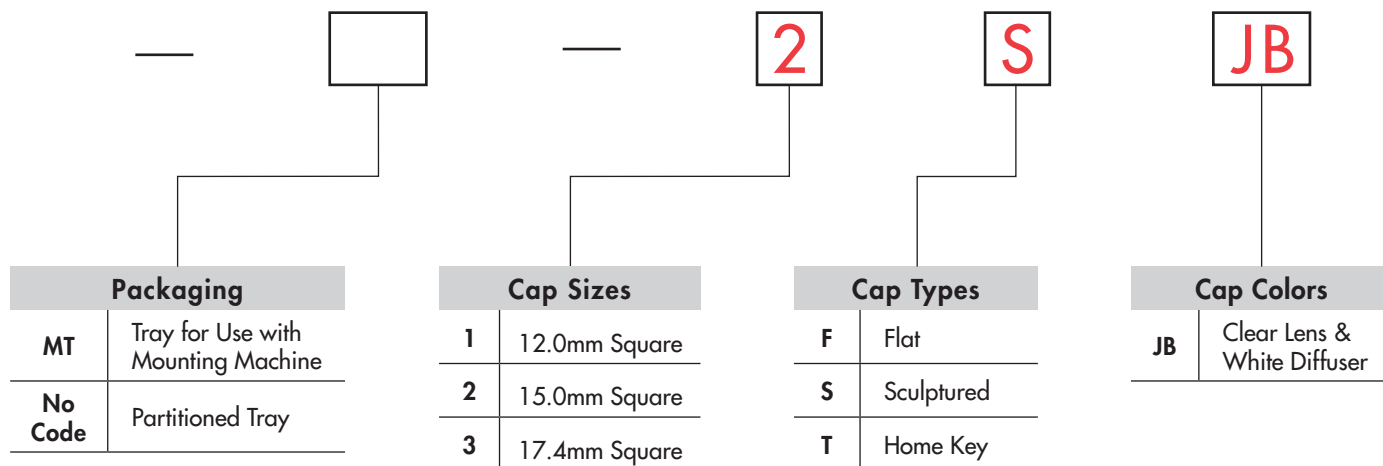 — — 2 S JB
Packaging
MT Tray for Use with
Mounting Machine
No
Code Partitioned Tray
Cap Sizes
1 12.0mm Square
2 15.0mm Square
3 17.4mm Square
Cap Types
F Flat
S Sculptured
T Home Key
Cap Colors
JB Clear Lens &
White Diffuser